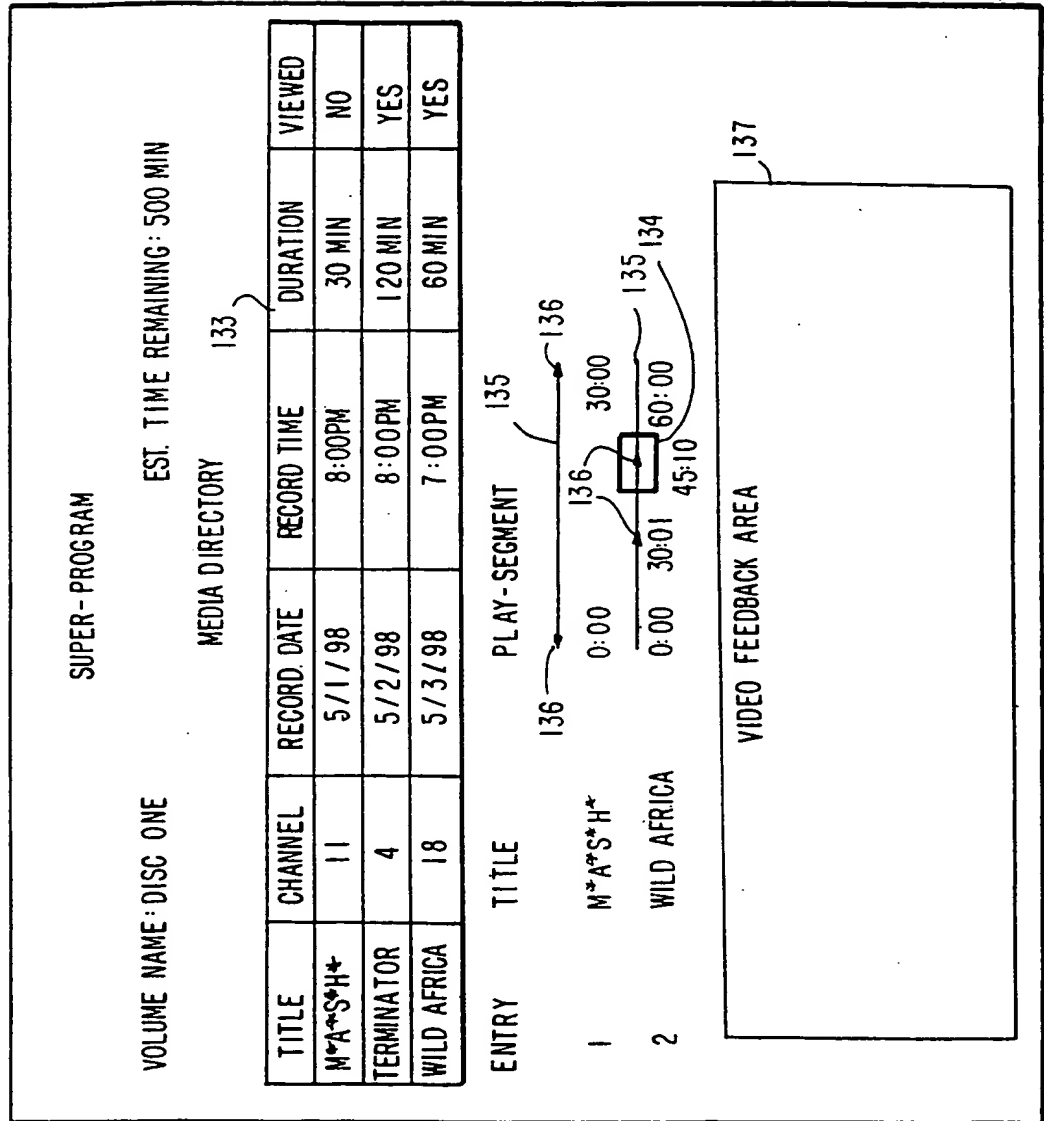 SUPER-PROGRAM
VOLUME NAME: DISC ONE EST. TIME REMAINING: 500 MIN
MEDIA DIRECTORY 133
TITLE CHANNEL RECORD. DATE RECORD TIME DURATION VIEWED
M*A*S*H* 11 5/1/98 8:00PM 30 MIN NO
TERMINATOR 4 5/2/98 8:00PM 120 MIN YES
WILD AFRICA 18 5/3/98 7:00PM 60 MIN YES
ENTRY TITLE PLAY-SEGMENT 135
136 136
1 M*A*S*H* 0:00 30:00
136 135 134
2 WILD AFRICA 0:00 30:01 45:10 60:00
VIDEO FEEDBACK AREA 137